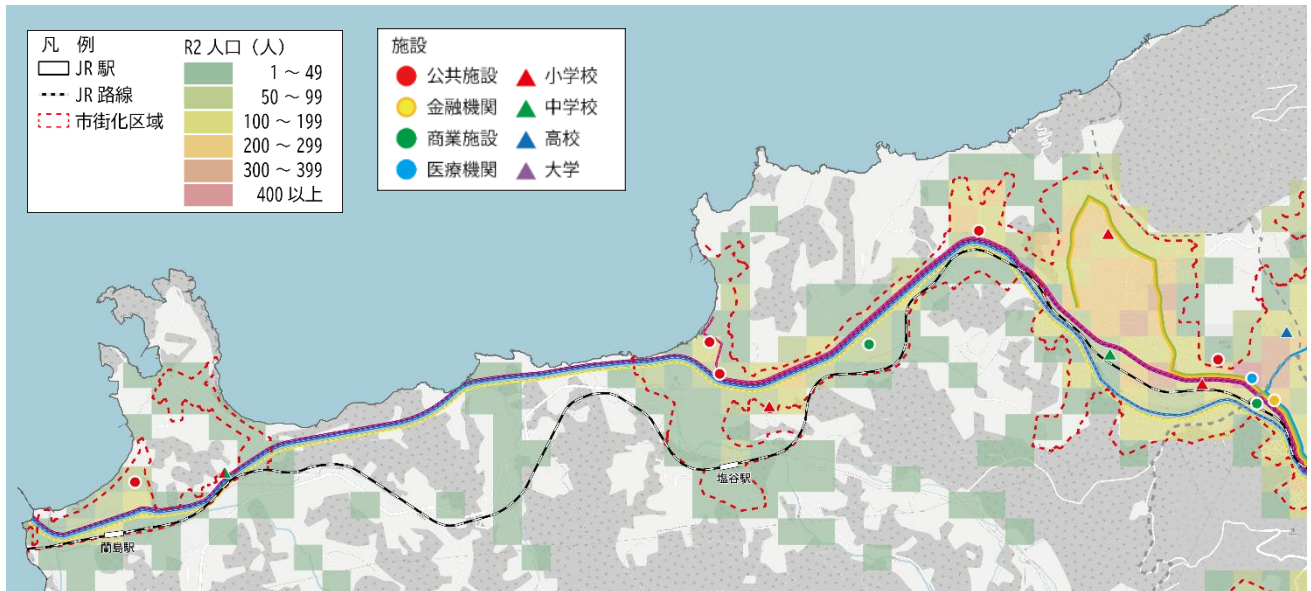 凡 例
JR 駅
JR 路線
市街化区域
R2 人口（人）
1 ～ 49
50 ～ 99
100 ～ 199
200 ～ 299
300 ～ 399
400 以上
施設
公共施設
金融機関
商業施設
医療機関
小学校
中学校
高校
大学
塩谷駅
蘭島駅